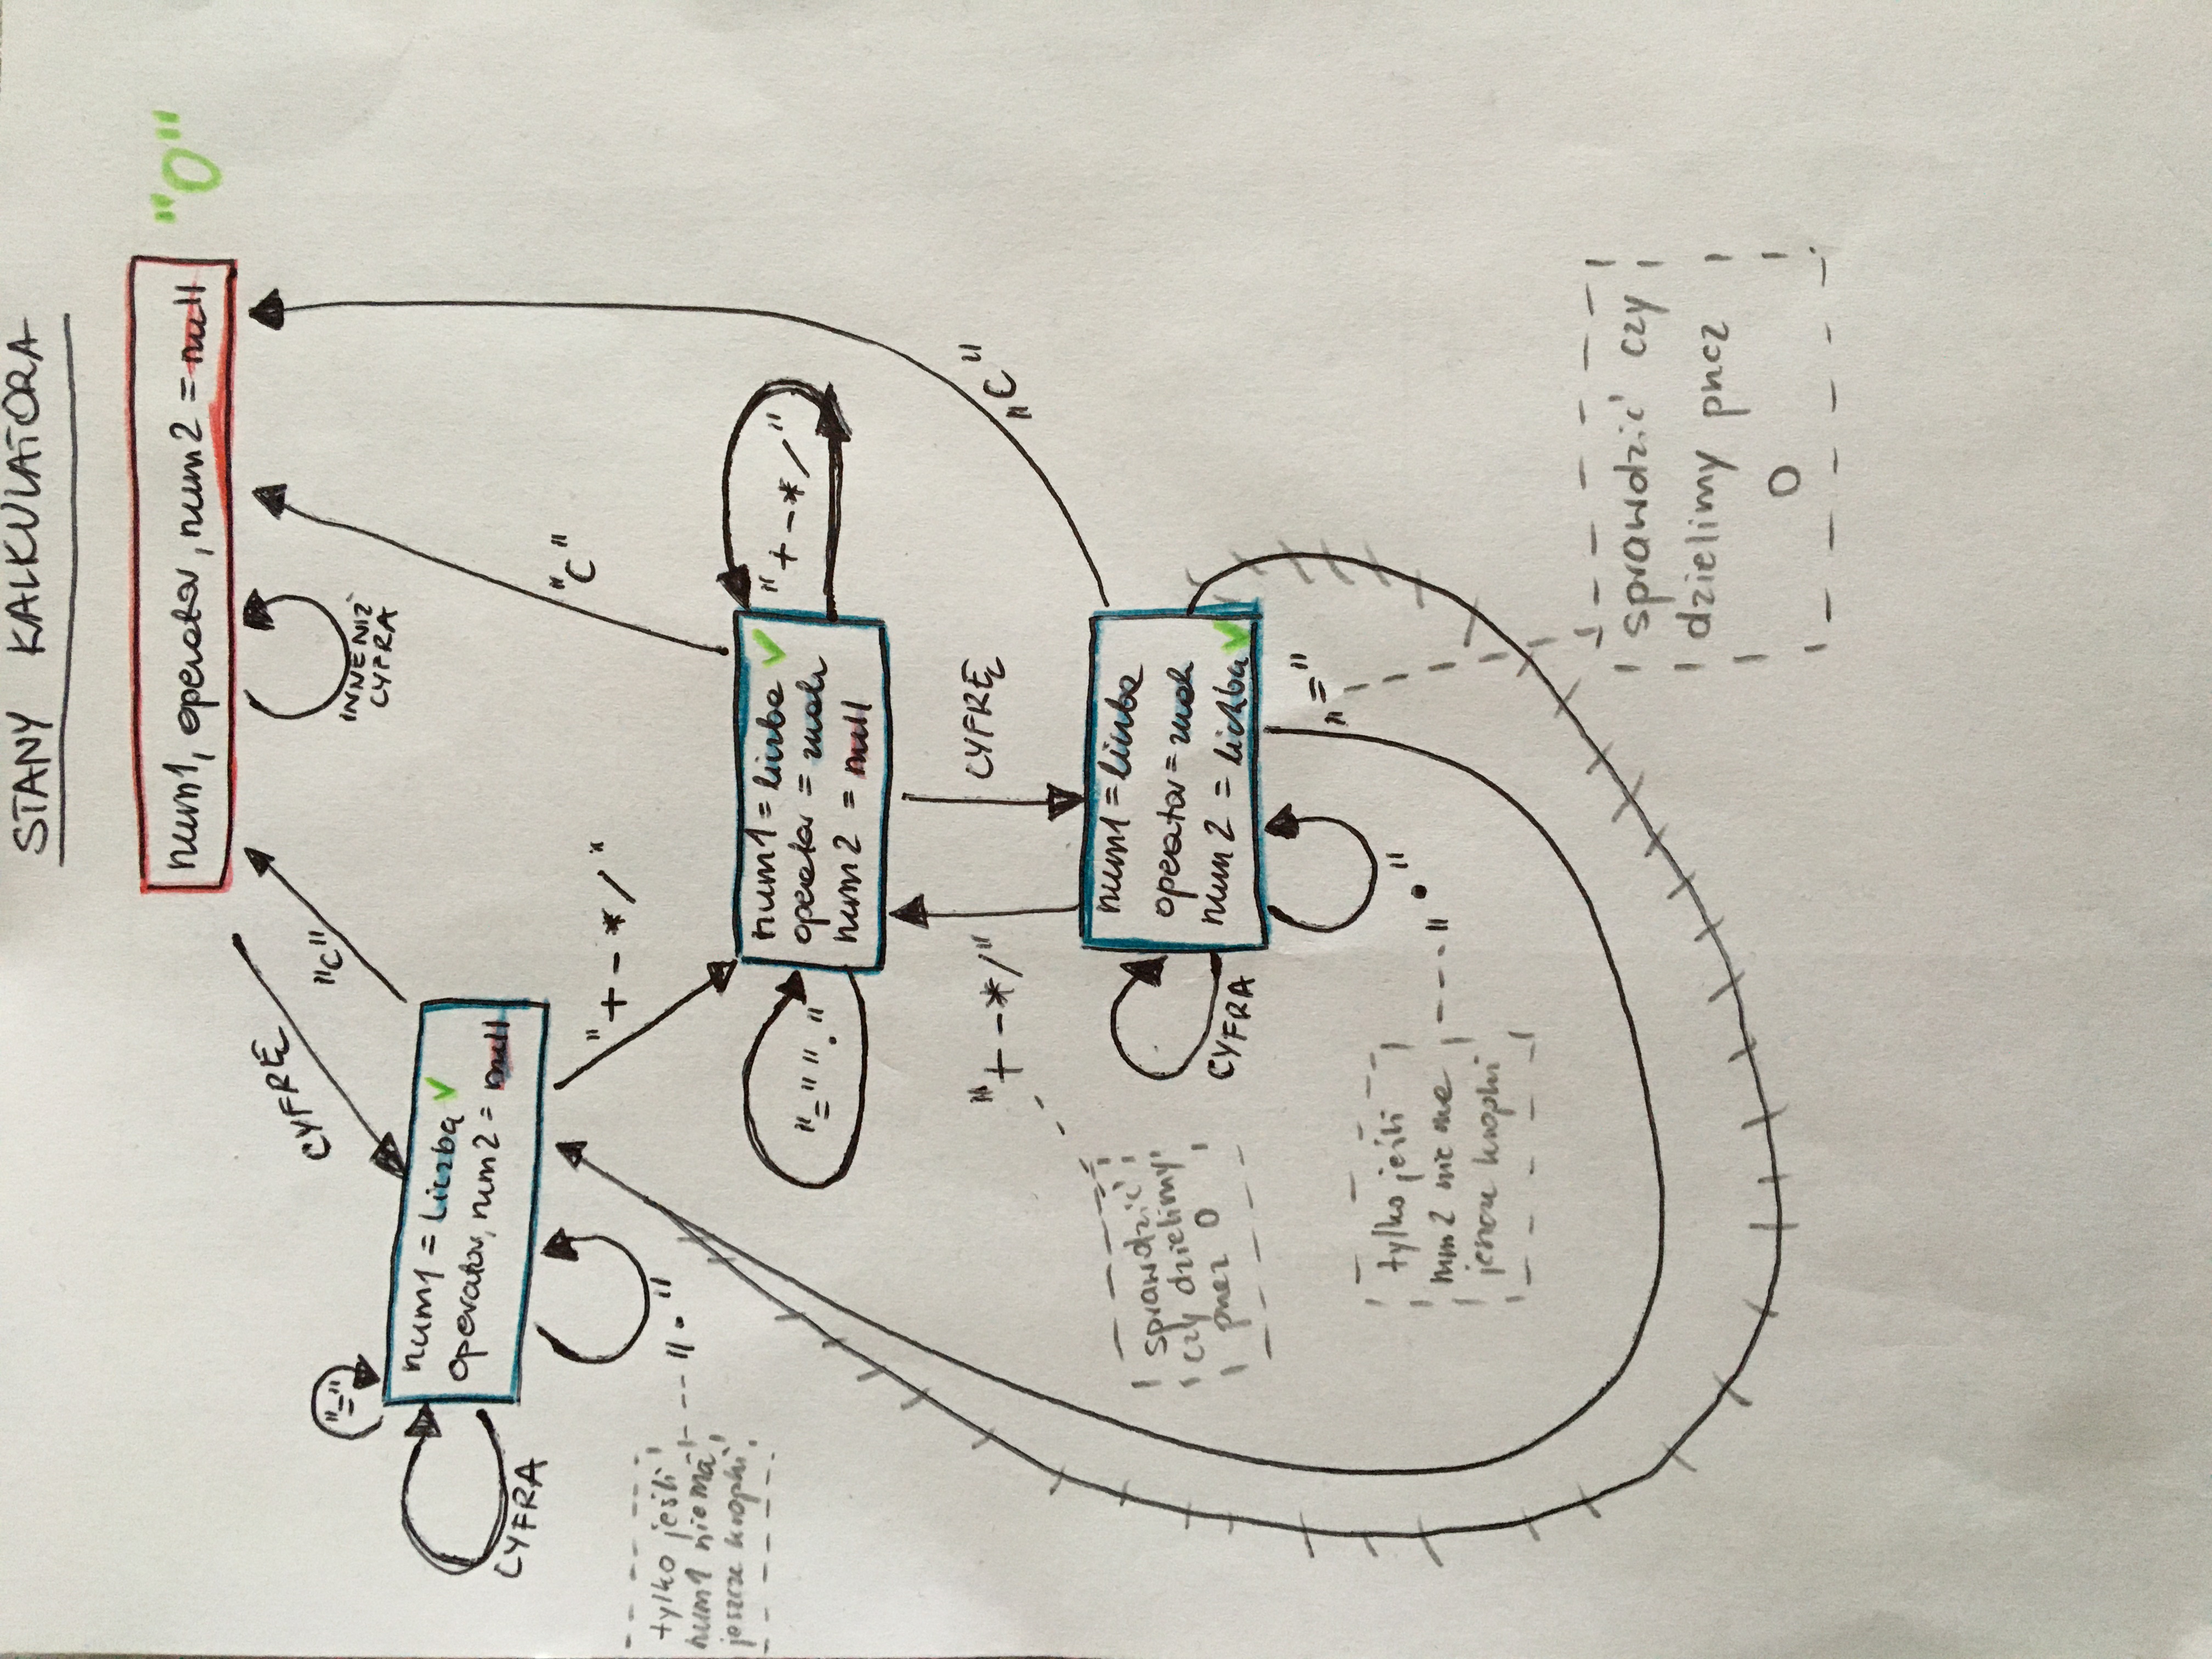 STANY KALKULATORA
num1, operator, num2 = null
"0"
CYFRĘ
"C"
INNE NIŻ
CYFRA
"="
num1 = Liczba ✓
operator, num2 = null
CYFRA
"+ - * /"
"C"
tylko jeśli
num1 nie ma
jeszcze kropki
"."
num1 = liczba ✓
operator = znak
num2 = null
"=" "."
"+ - * /"
"+ - * /"
CYFRĘ
"C"
sprawdzić
czy dzielimy
przez 0
num1 = liczba
operator = znak
num2 = liczba ✓
CYFRA
"="
tylko jeśli
num2 nie ma
jeszcze kropki
"."
sprawdzić czy
dzielimy przez
0